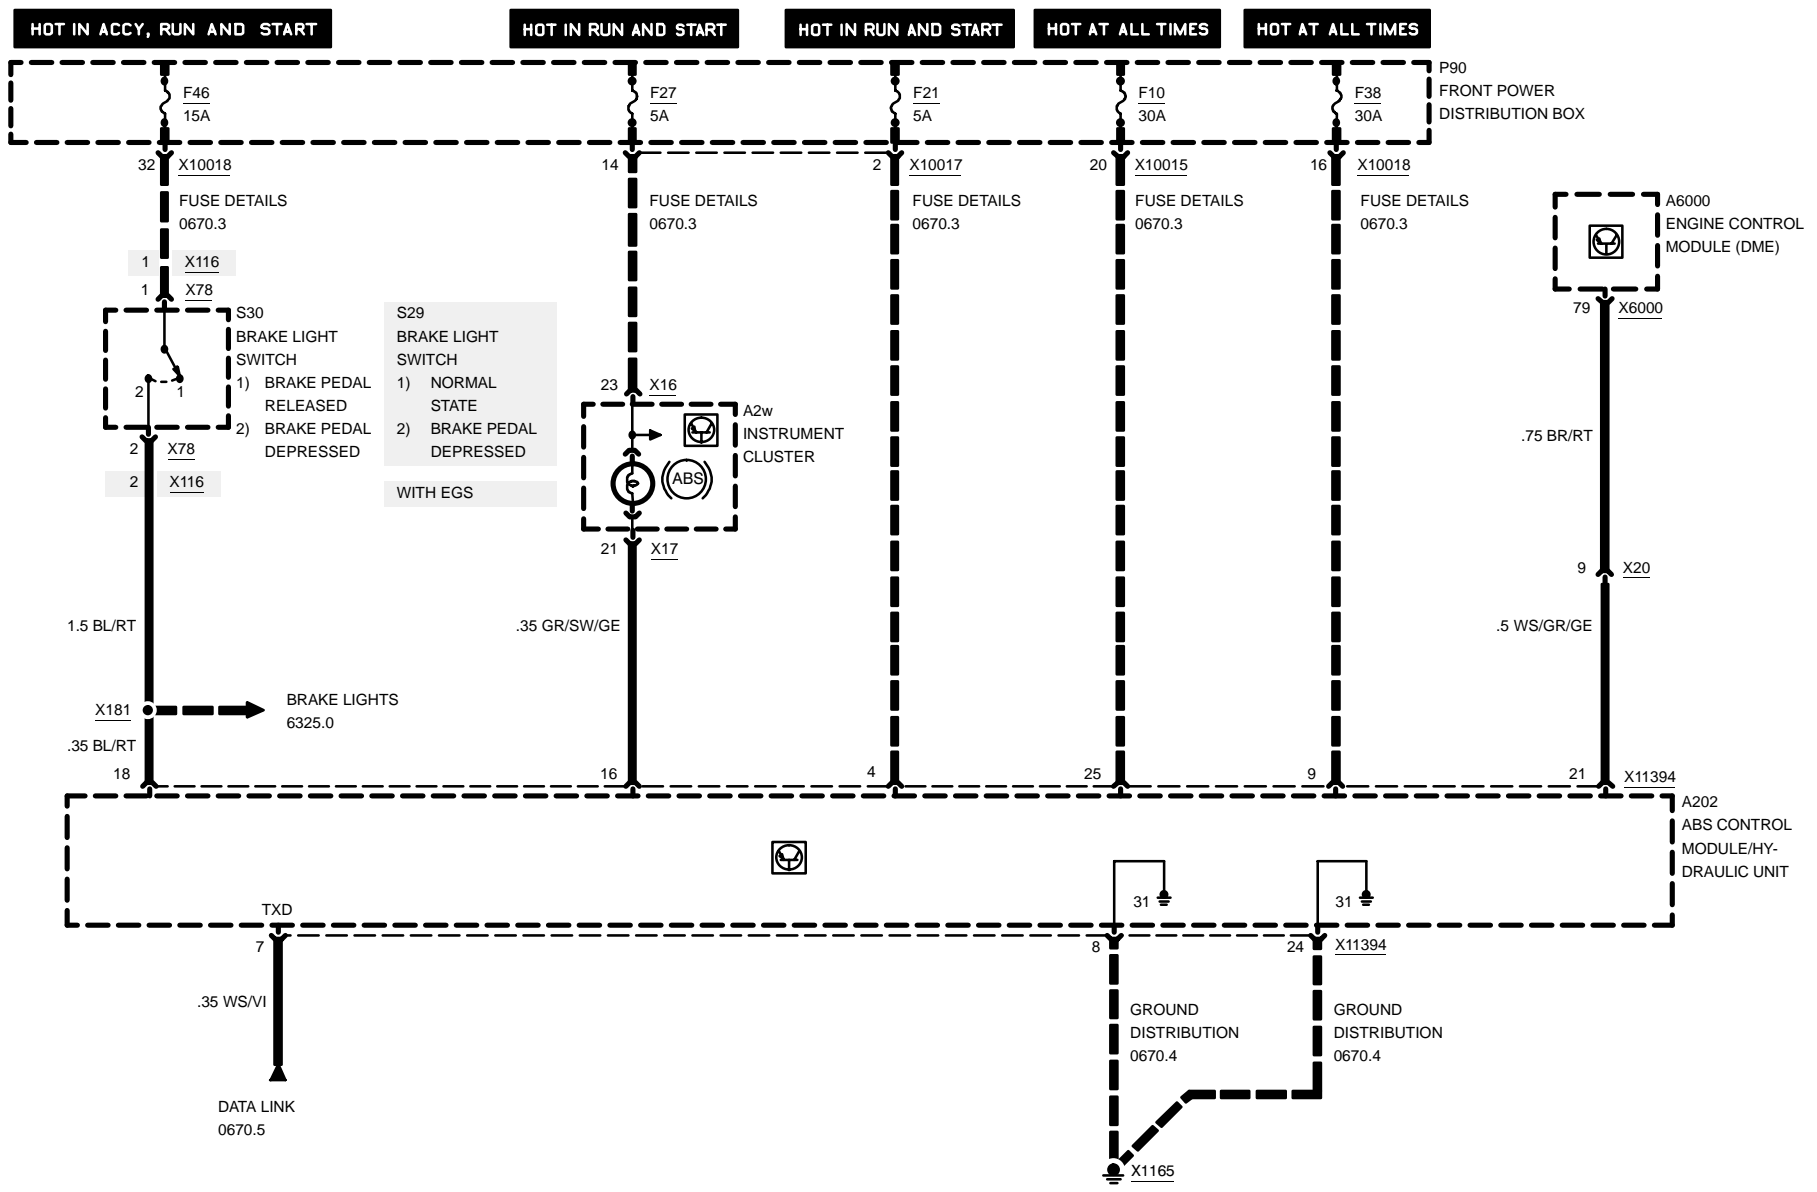 HOT IN ACCY, RUN AND START
HOT IN RUN AND START
HOT IN RUN AND START
HOT AT ALL TIMES
HOT AT ALL TIMES
F46
15A
F27
5A
F21
5A
F10
30A
F38
30A
P90
FRONT POWER
DISTRIBUTION BOX
32 X10018
14
2 X10017
20 X10015
16 X10018
FUSE DETAILS
0670.3
FUSE DETAILS
0670.3
FUSE DETAILS
0670.3
FUSE DETAILS
0670.3
FUSE DETAILS
0670.3
A6000
ENGINE CONTROL
MODULE (DME)
1 X116
1 X78
S30
BRAKE LIGHT
SWITCH
1) BRAKE PEDAL
RELEASED
2) BRAKE PEDAL
DEPRESSED
2 1
S29
BRAKE LIGHT
SWITCH
1) NORMAL
STATE
2) BRAKE PEDAL
DEPRESSED
WITH EGS
2 X78
2 X116
23 X16
A2w
INSTRUMENT
CLUSTER
ABS
21 X17
79 X6000
.75 BR/RT
9 X20
1.5 BL/RT
.35 GR/SW/GE
.5 WS/GR/GE
X181
BRAKE LIGHTS
6325.0
.35 BL/RT
18
16
4
25
9
21 X11394
A202
ABS CONTROL
MODULE/HY-
DRAULIC UNIT
31
31
TXD
7
8
24 X11394
.35 WS/VI
GROUND
DISTRIBUTION
0670.4
GROUND
DISTRIBUTION
0670.4
DATA LINK
0670.5
X1165